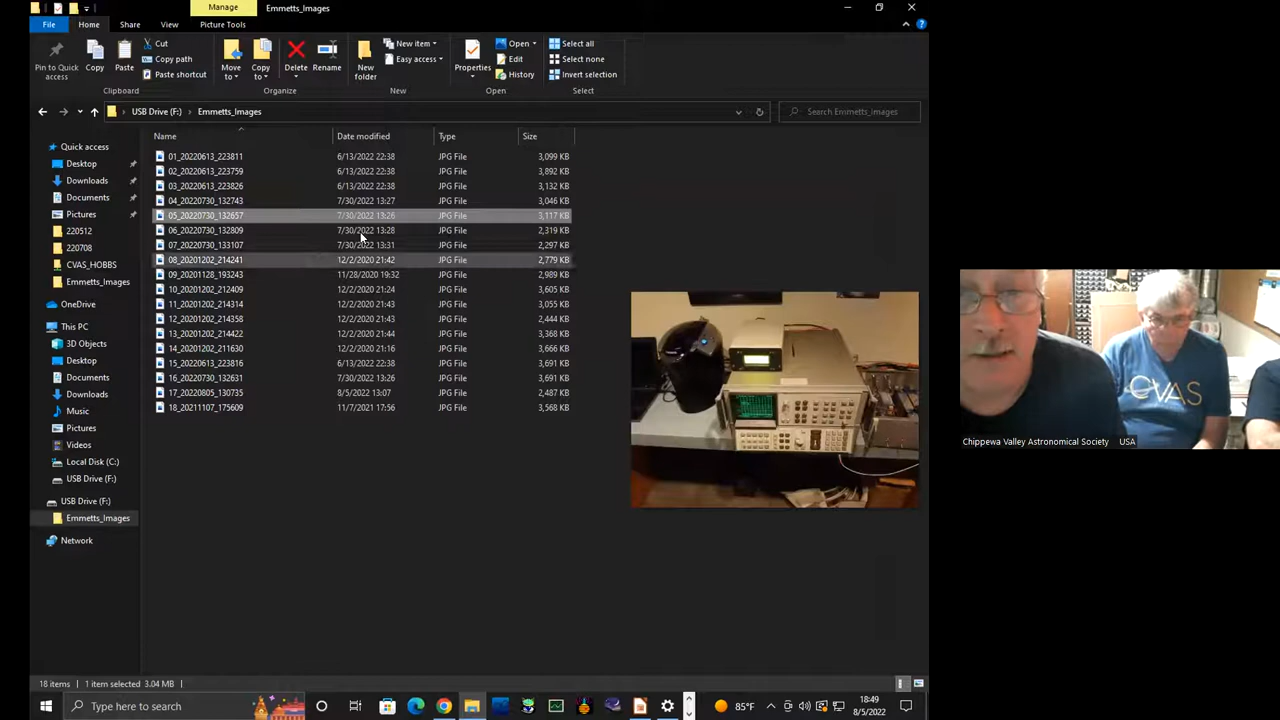 Manage
Emmetts_Images
File
Home
Share
View
Picture Tools
Pin to Quick access
Copy
Paste
Cut
Copy path
Paste shortcut
Move to
Copy to
Delete
Rename
New folder
New item
Easy access
Properties
Open
Edit
History
Select all
Select none
Invert selection
Clipboard
Organize
New
Open
Select
USB Drive (F:) › Emmetts_Images
Search Emmetts_Images
Name Date modified Type Size
01_20220613_223811 6/13/2022 22:38 JPG File 3,099 KB
02_20220613_223759 6/13/2022 22:38 JPG File 3,892 KB
03_20220613_223826 6/13/2022 22:38 JPG File 3,132 KB
04_20220730_132743 7/30/2022 13:27 JPG File 3,046 KB
05_20220730_132657 7/30/2022 13:26 JPG File 3,117 KB
06_20220730_132809 7/30/2022 13:28 JPG File 2,319 KB
07_20220730_133107 7/30/2022 13:31 JPG File 2,297 KB
08_20201202_214241 12/2/2020 21:42 JPG File 2,779 KB
09_20201128_193243 11/28/2020 19:32 JPG File 2,989 KB
10_20201202_212409 12/2/2020 21:24 JPG File 3,605 KB
11_20201202_214314 12/2/2020 21:43 JPG File 3,055 KB
12_20201202_214358 12/2/2020 21:43 JPG File 2,444 KB
13_20201202_214422 12/2/2020 21:44 JPG File 3,368 KB
14_20201202_211630 12/2/2020 21:16 JPG File 3,666 KB
15_20220613_223816 6/13/2022 22:38 JPG File 3,691 KB
16_20220730_132631 7/30/2022 13:26 JPG File 3,691 KB
17_20220805_130735 8/5/2022 13:07 JPG File 2,487 KB
18_20211107_175609 11/7/2021 17:56 JPG File 3,568 KB
Quick access
Desktop
Downloads
Documents
Pictures
220512
220708
CVAS_HOBBS
Emmetts_Images
OneDrive
This PC
3D Objects
Desktop
Documents
Downloads
Music
Pictures
Videos
Local Disk (C:)
USB Drive (F:)
USB Drive (F:)
Emmetts_Images
Network
CVAS
Chippewa Valley Astronomical Society USA
18 items 1 item selected 3.04 MB
Type here to search
85°F
18:49
8/5/2022